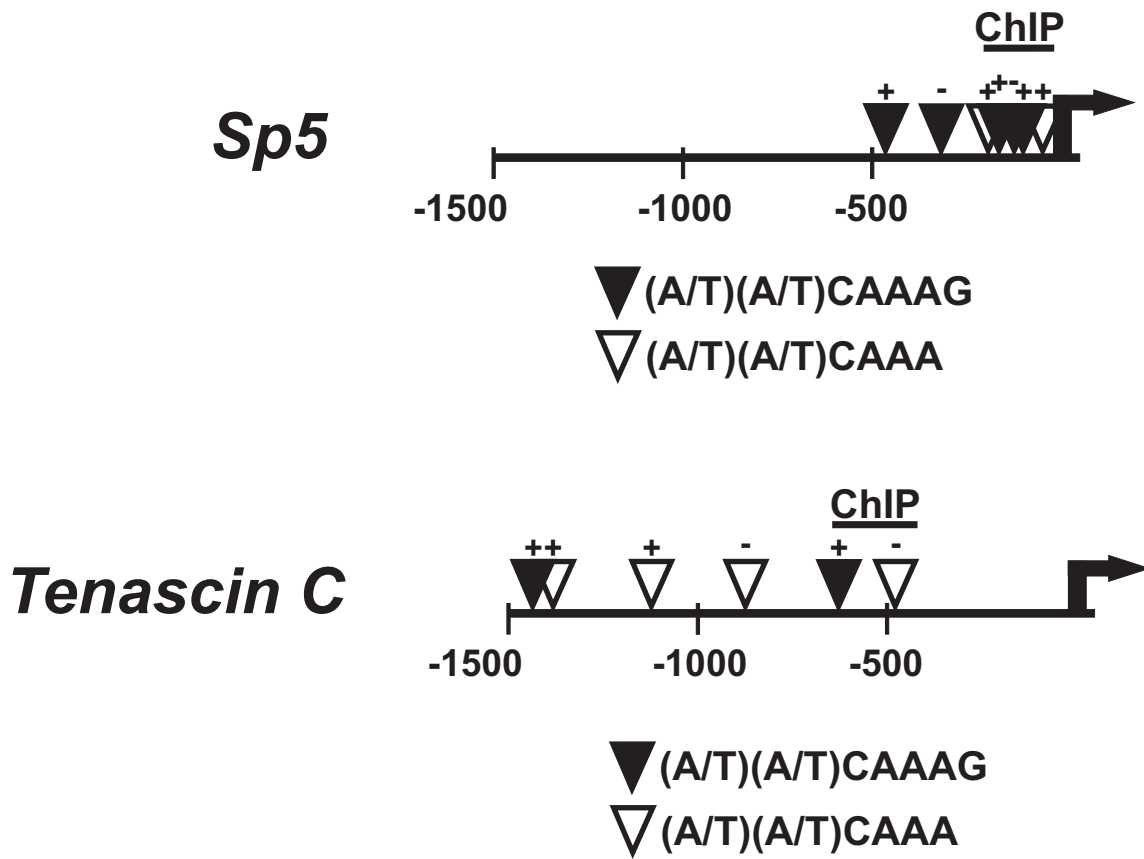 ChIP
+ - + + - + +
Sp5
-1500 -1000 -500
(A/T)(A/T)CAAAG
(A/T)(A/T)CAAA
ChIP
+ + + - + -
Tenascin C
-1500 -1000 -500
(A/T)(A/T)CAAAG
(A/T)(A/T)CAAA